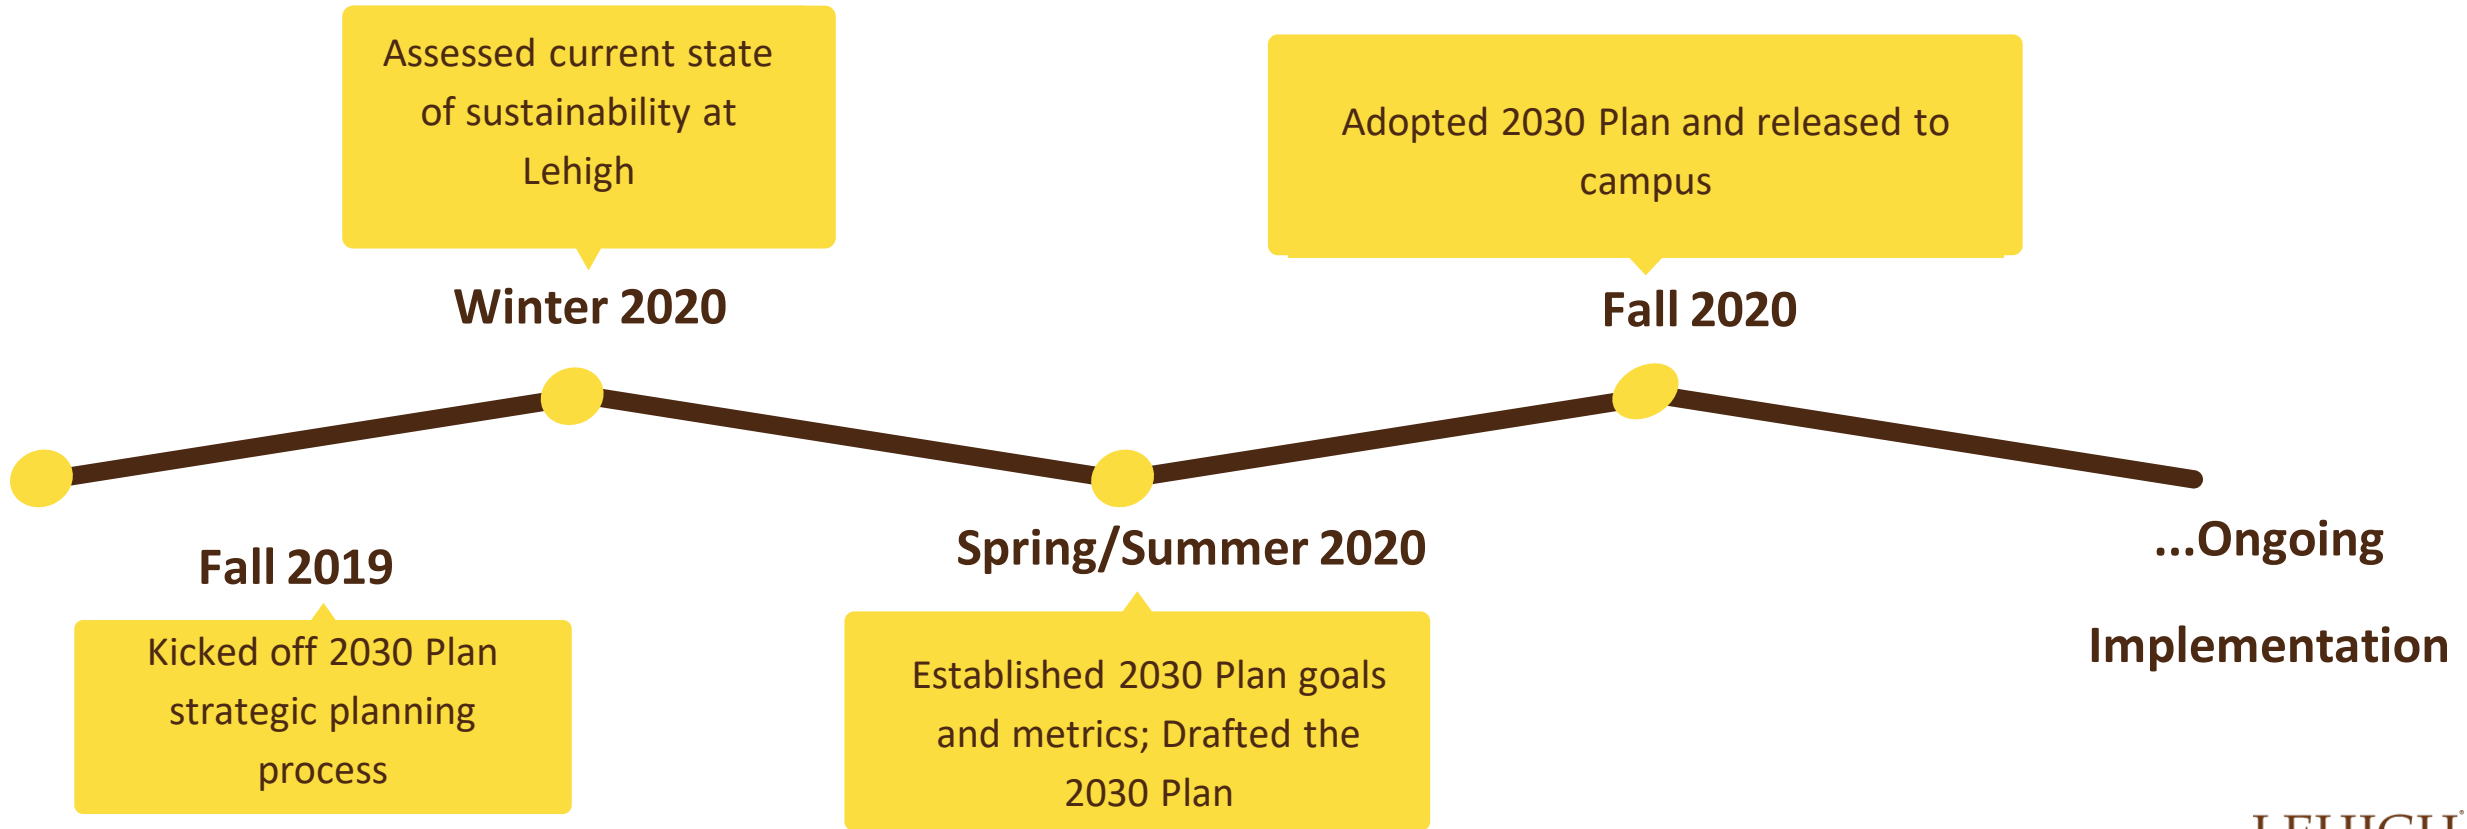 Assessed current state
of sustainability at
Lehigh
Winter 2020
Adopted 2030 Plan and released to
campus
Fall 2020
Fall 2019
Kicked off 2030 Plan
strategic planning
process
Spring/Summer 2020
Established 2030 Plan goals
and metrics; Drafted the
2030 Plan
...Ongoing
Implementation
LEHIGH